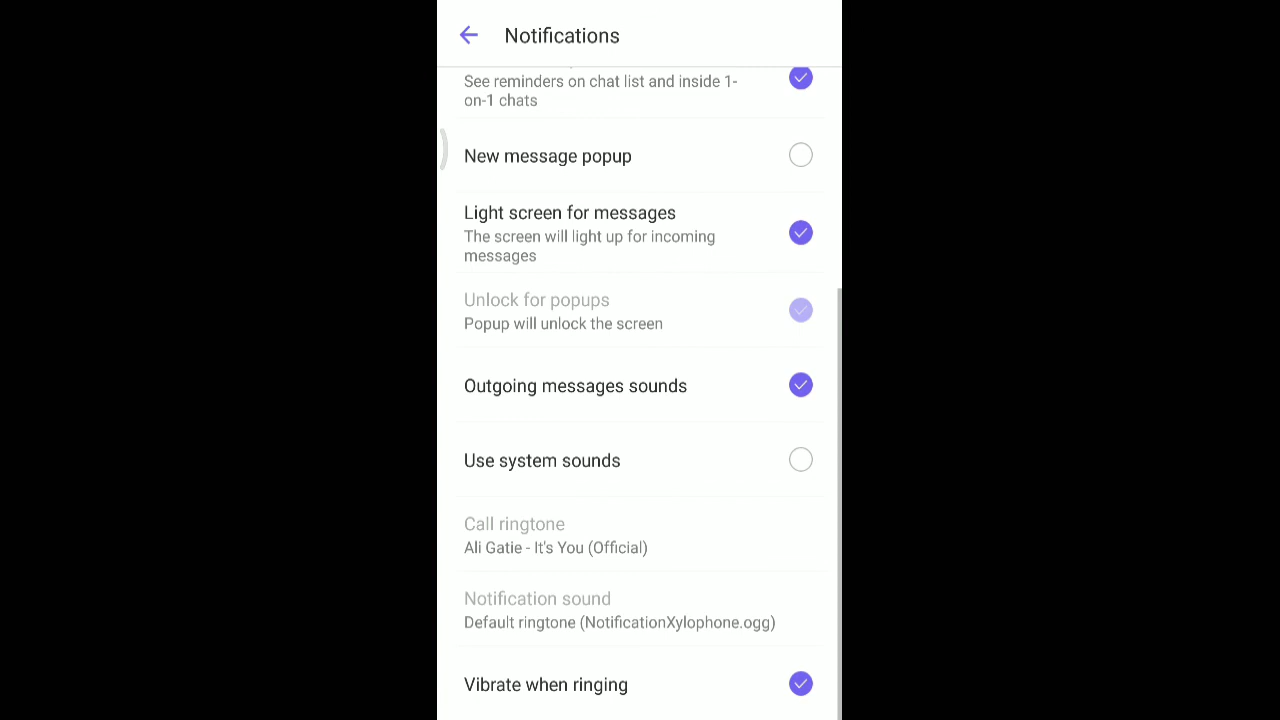 Notifications
See reminders on chat list and inside 1-
on-1 chats
New message popup
Light screen for messages
The screen will light up for incoming
messages
Unlock for popups
Popup will unlock the screen
Outgoing messages sounds
Use system sounds
Call ringtone
Ali Gatie - It's You (Official)
Notification sound
Default ringtone (NotificationXylophone.ogg)
Vibrate when ringing